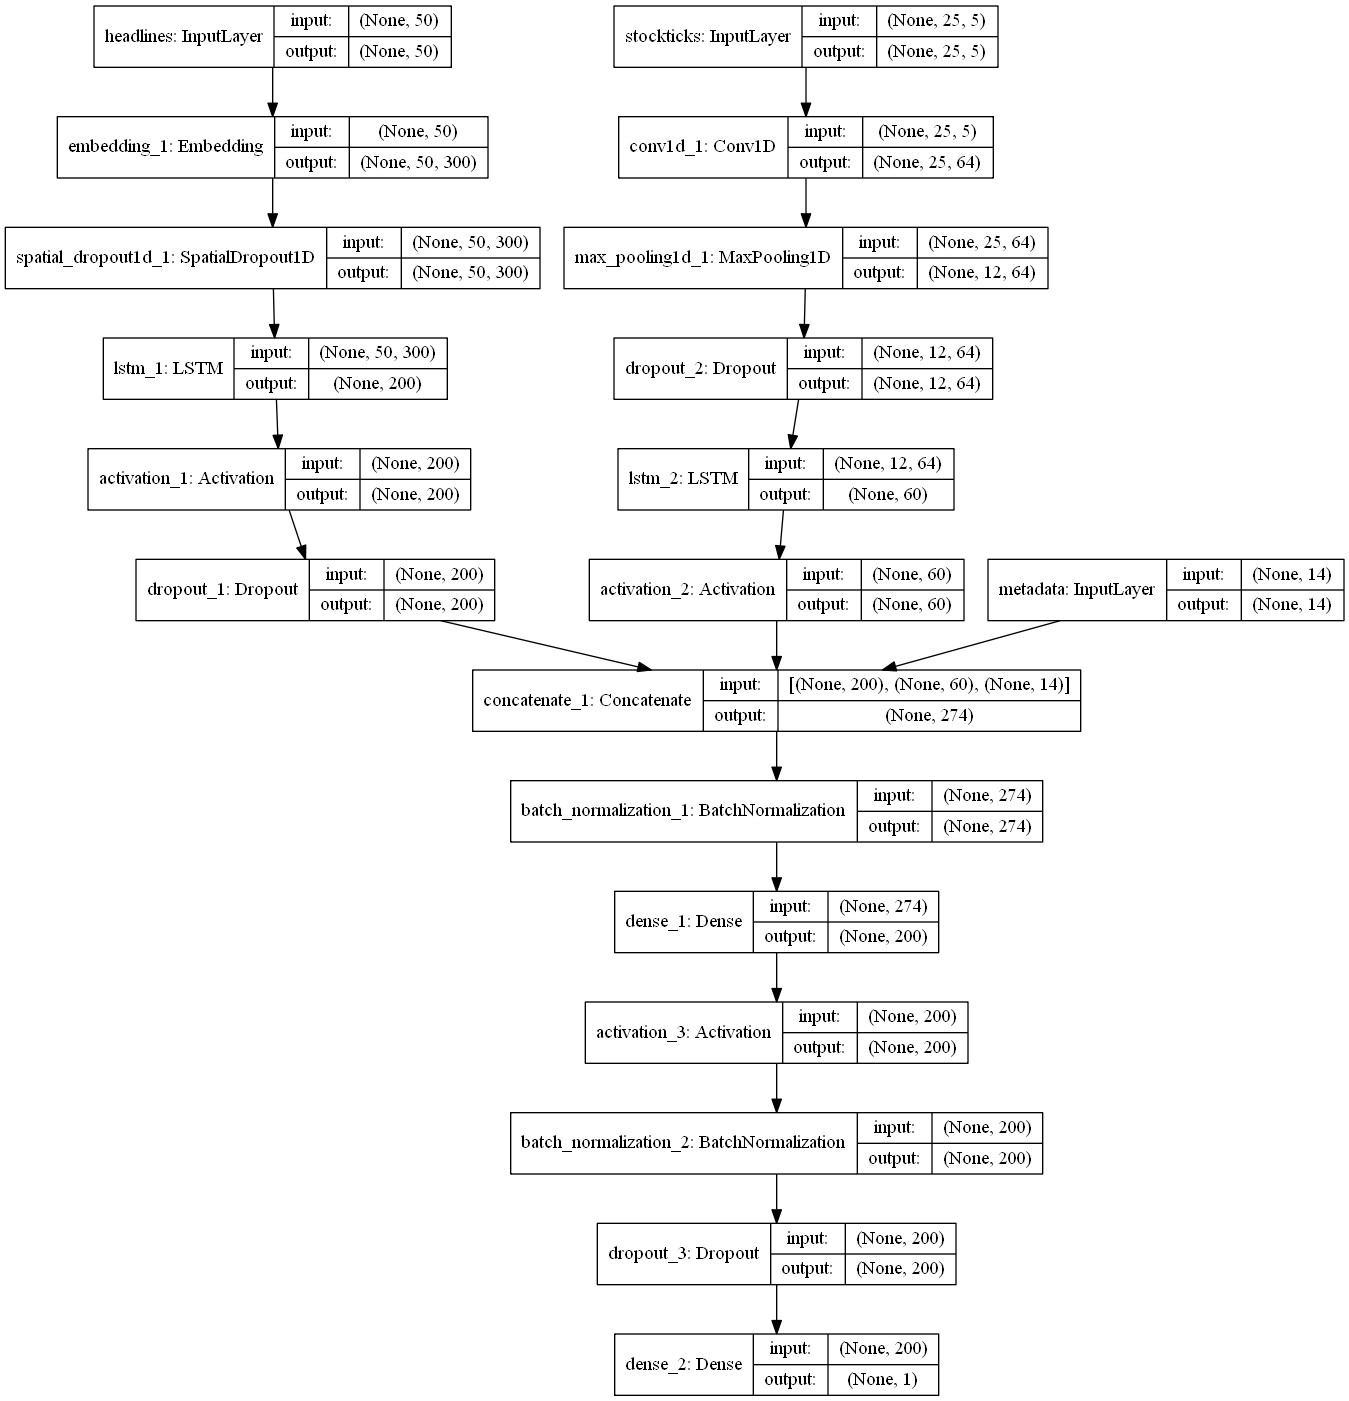 headlines: InputLayer
input: (None, 50)
output: (None, 50)
stockticks: InputLayer
input: (None, 25, 5)
output: (None, 25, 5)
embedding_1: Embedding
input: (None, 50)
output: (None, 50, 300)
conv1d_1: Conv1D
input: (None, 25, 5)
output: (None, 25, 64)
spatial_dropout1d_1: SpatialDropout1D
input: (None, 50, 300)
output: (None, 50, 300)
max_pooling1d_1: MaxPooling1D
input: (None, 25, 64)
output: (None, 12, 64)
lstm_1: LSTM
input: (None, 50, 300)
output: (None, 200)
dropout_2: Dropout
input: (None, 12, 64)
output: (None, 12, 64)
activation_1: Activation
input: (None, 200)
output: (None, 200)
lstm_2: LSTM
input: (None, 12, 64)
output: (None, 60)
dropout_1: Dropout
input: (None, 200)
output: (None, 200)
activation_2: Activation
input: (None, 60)
output: (None, 60)
metadata: InputLayer
input: (None, 14)
output: (None, 14)
concatenate_1: Concatenate
input: [(None, 200), (None, 60), (None, 14)]
output: (None, 274)
batch_normalization_1: BatchNormalization
input: (None, 274)
output: (None, 274)
dense_1: Dense
input: (None, 274)
output: (None, 200)
activation_3: Activation
input: (None, 200)
output: (None, 200)
batch_normalization_2: BatchNormalization
input: (None, 200)
output: (None, 200)
dropout_3: Dropout
input: (None, 200)
output: (None, 200)
dense_2: Dense
input: (None, 200)
output: (None, 1)